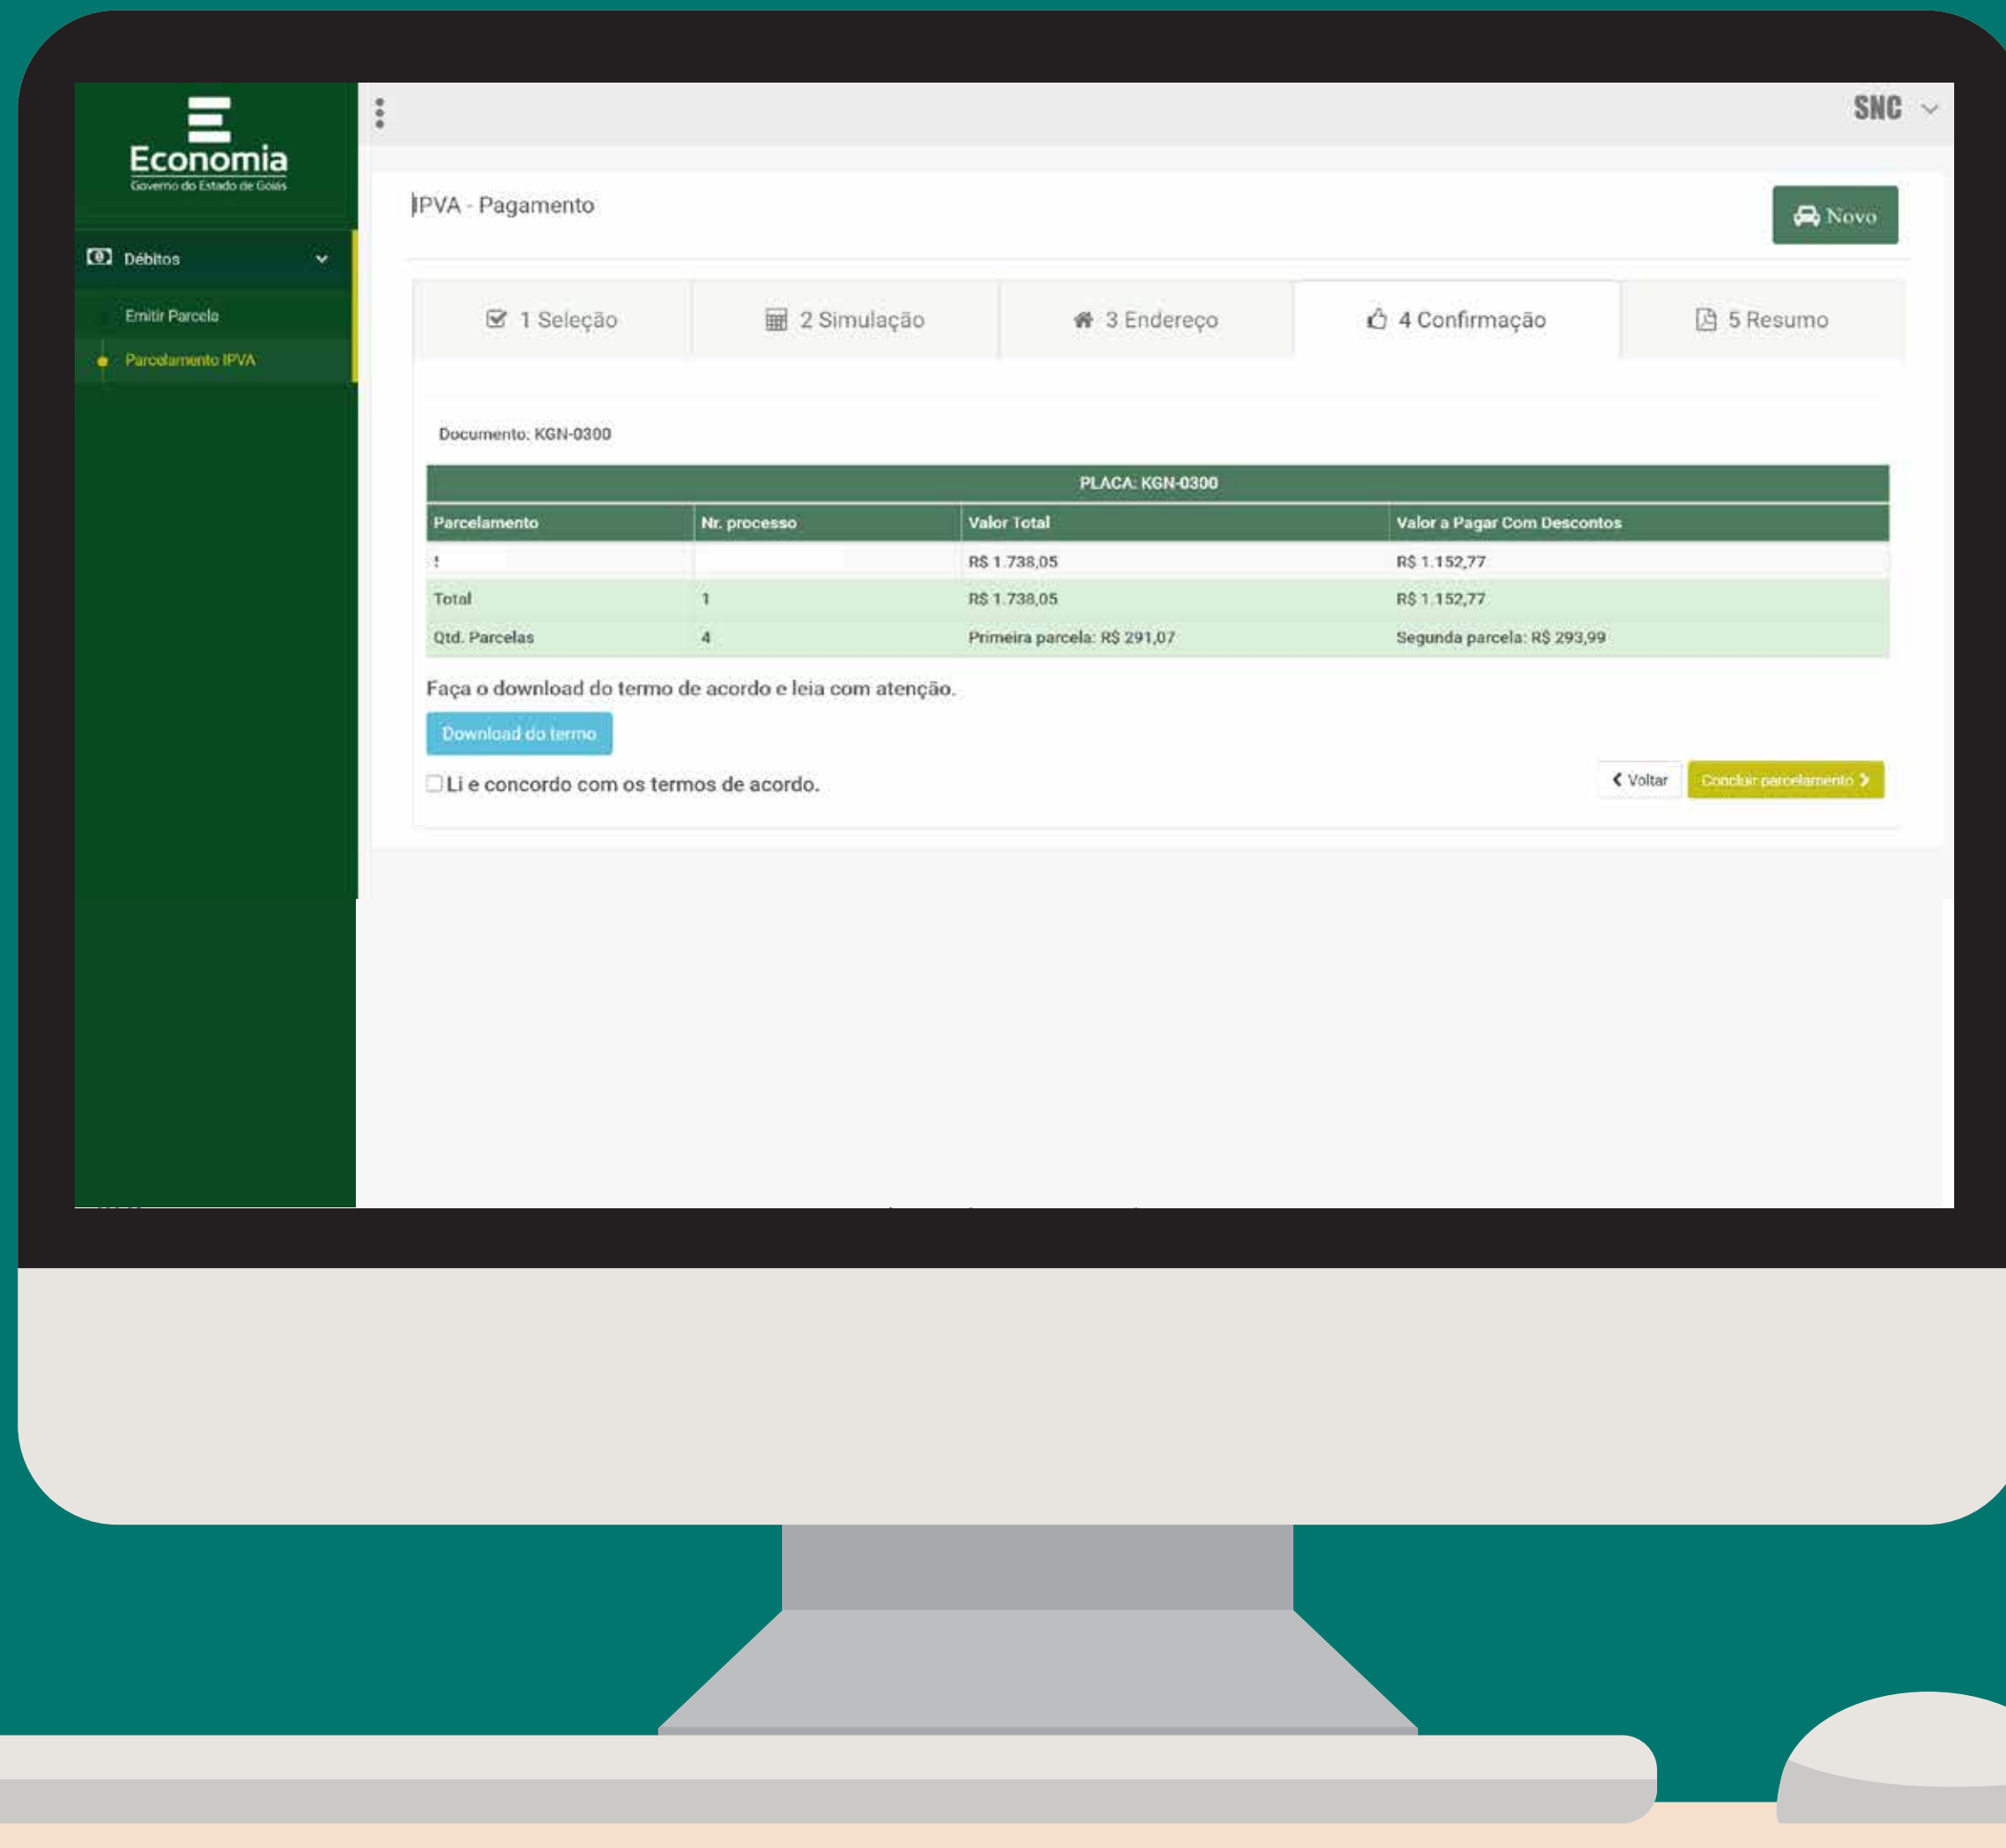 Economia
Governo do Estado de Goiás
SNC
IPVA - Pagamento
Novo
Débitos
Emitir Parcela
Parcelamento IPVA
1 Seleção
2 Simulação
3 Endereço
4 Confirmação
5 Resumo
Documento: KGN-0300
PLACA: KGN-0300
Parcelamento Nr. processo Valor Total Valor a Pagar Com Descontos
R$ 1.738,05 R$ 1.152,77
Total 1 R$ 1.738,05 R$ 1.152,77
Qtd. Parcelas 4 Primeira parcela: R$ 291,07 Segunda parcela: R$ 293,99
Faça o download do termo de acordo e leia com atenção.
Download do termo
Li e concordo com os termos de acordo.
Voltar
Concluir parcelamento